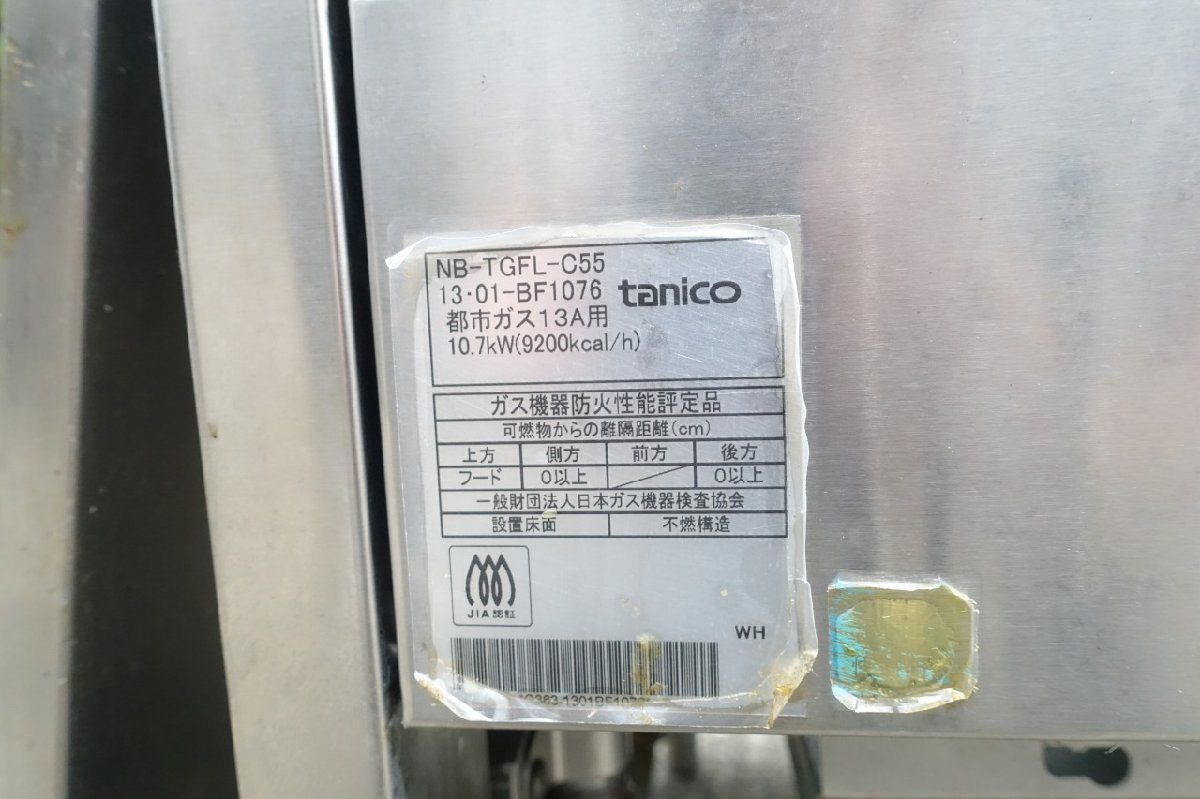 NB-TGFL-C55
13・01-BF1076 tanico
都市ガス13A用
10.7kW(9200kcal/h)
ガス機器防火性能評定品
可燃物からの離隔距離(cm)
上方 側方 前方 後方
フード 0以上 0以上
一般財団法人日本ガス機器検査協会
設置床面 不燃構造
JIA認証
WH